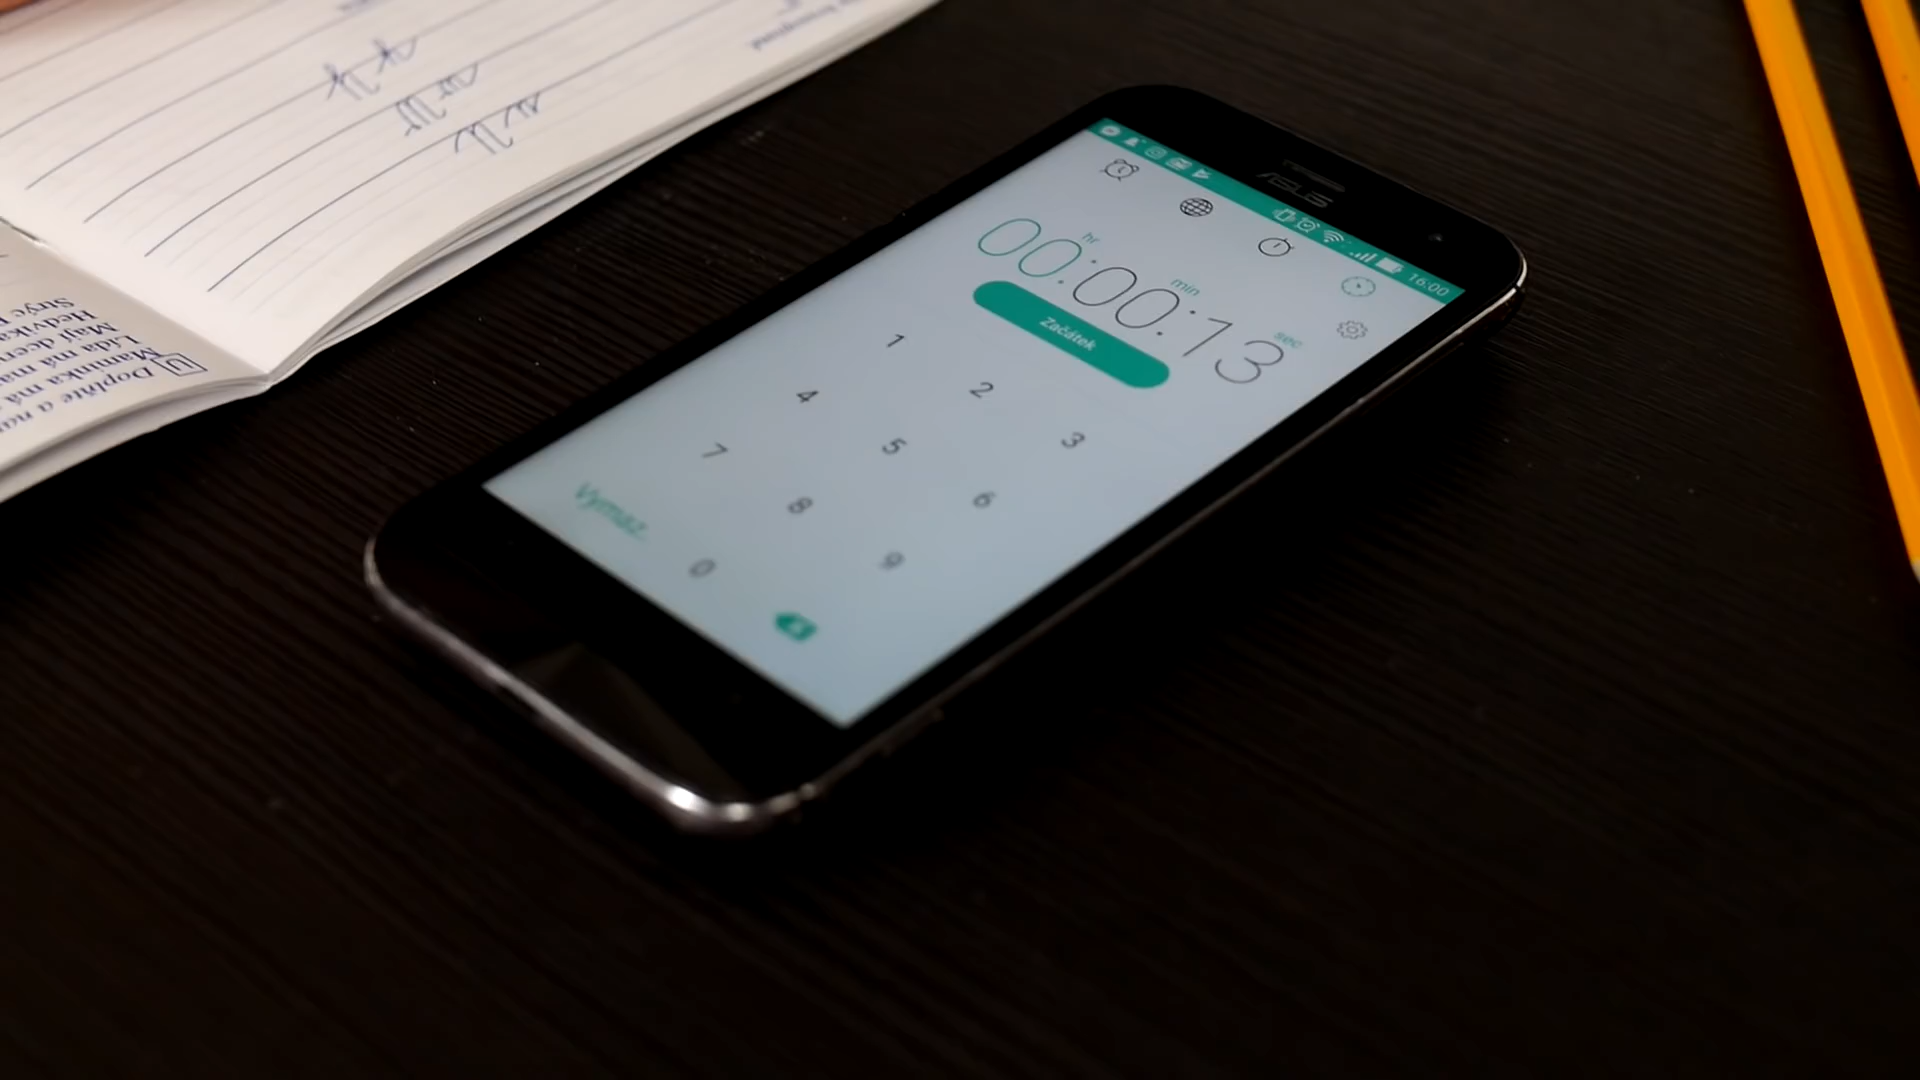 ASUS
16:00
hr min sec
00:00:13
Začátek
1 2 3
4 5 6
7 8 9
Vymaz 0
Doplňte a
Maminka má
Lída má
Mají
Hedvika
Strýc